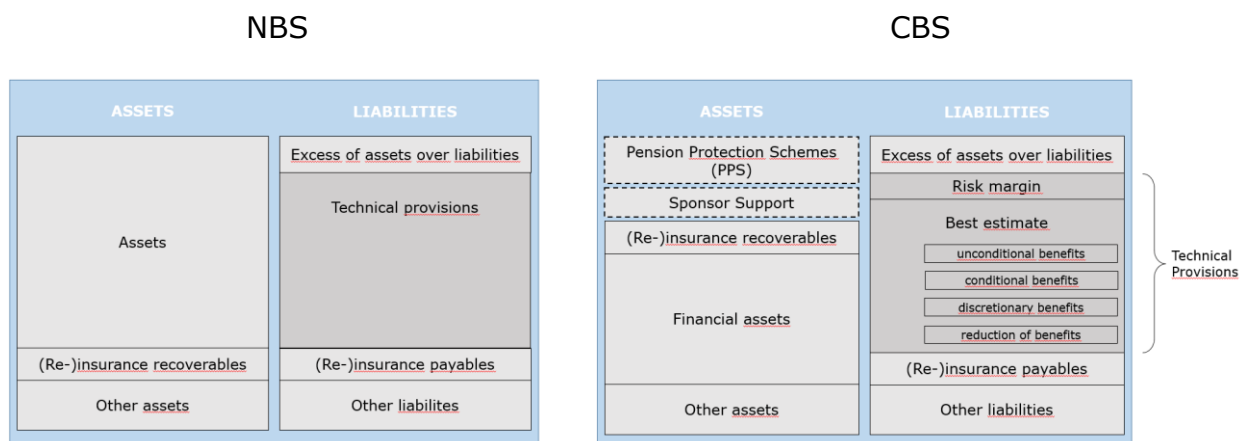 NBS
ASSETS
LIABILITIES
Assets
(Re-)insurance recoverables
Other assets
Excess of assets over liabilities
Technical provisions
(Re-)insurance payables
Other liabilites
CBS
ASSETS
LIABILITIES
Pension Protection Schemes
(PPS)
Sponsor Support
(Re-)insurance recoverables
Financial assets
Other assets
Excess of assets over liabilities
Risk margin
Best estimate
unconditional benefits
conditional benefits
discretionary benefits
reduction of benefits
(Re-)insurance payables
Other liabilities
Technical
Provisions